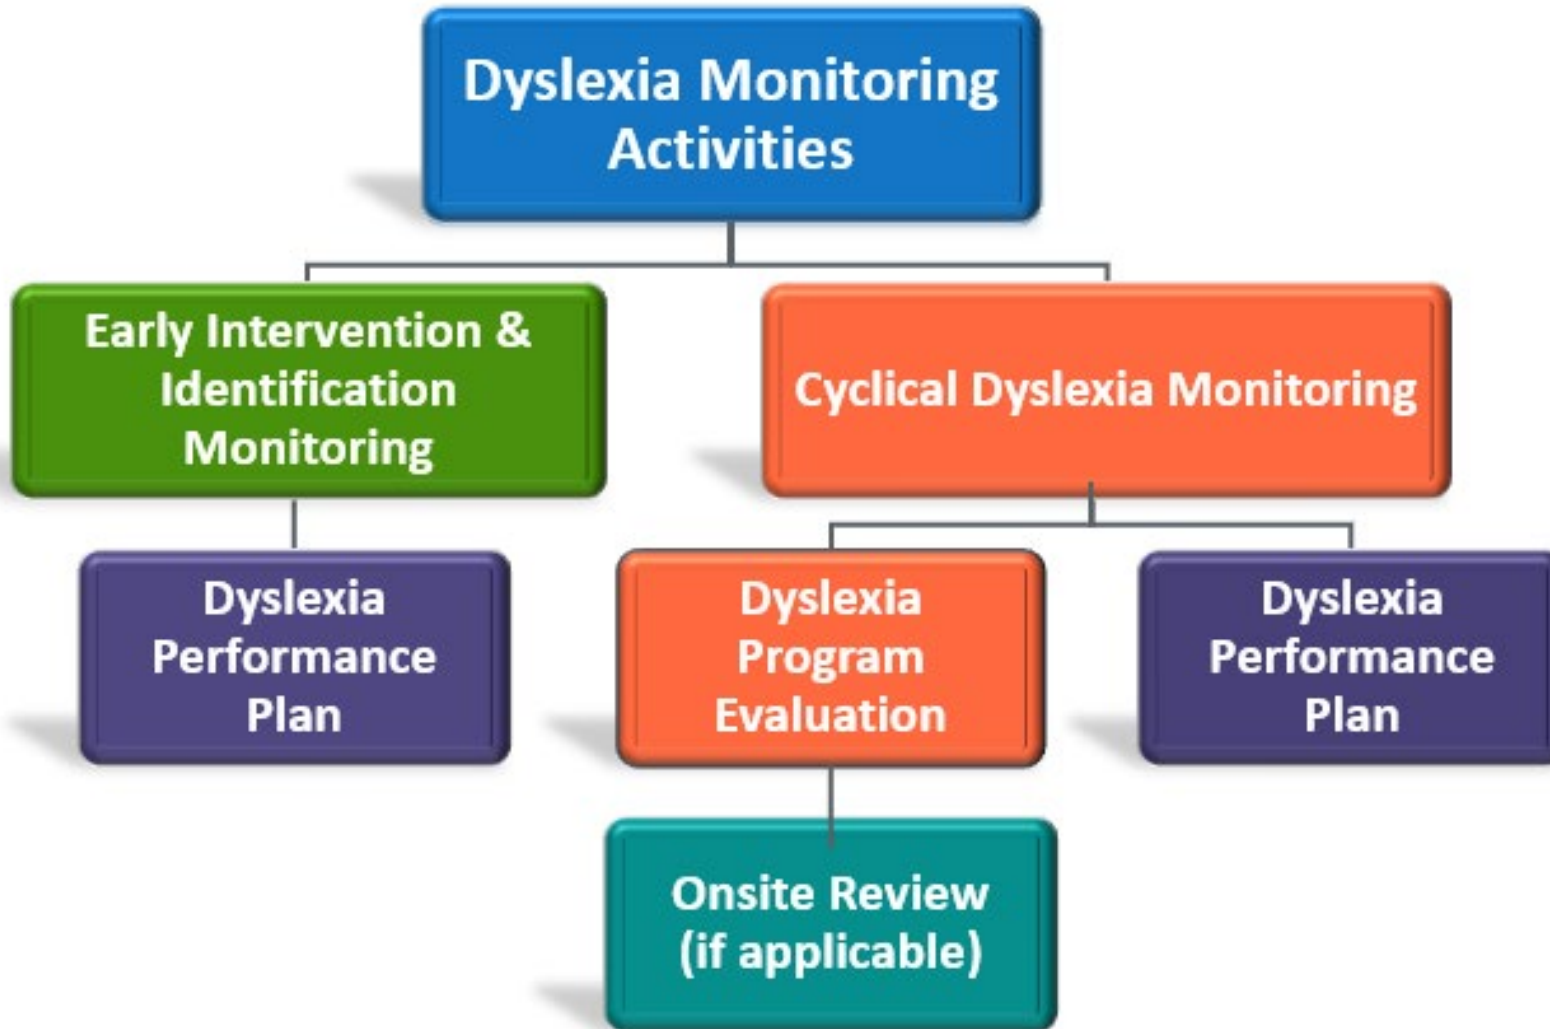 Dyslexia Monitoring
Activities
Early Intervention &
Identification
Monitoring
Cyclical Dyslexia Monitoring
Dyslexia
Performance
Plan
Dyslexia
Program
Evaluation
Dyslexia
Performance
Plan
Onsite Review
(if applicable)